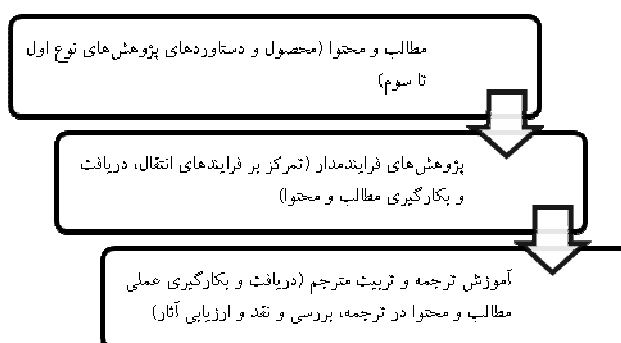 مطالب و محتوا (محصول و دستاوردهای پژوهش‌های نوع اول
تا سوم)
پژوهش‌های فرایندمدار (تمرکز بر فرایندهای انتقال، دریافت
و بکارگیری مطالب و محتوا)
آموزش ترجمه و تربیت مترجم (دریافت و بکارگیری عملی
مطالب و محتوا در ترجمه، بررسی و نقد و ارزیابی آثار)